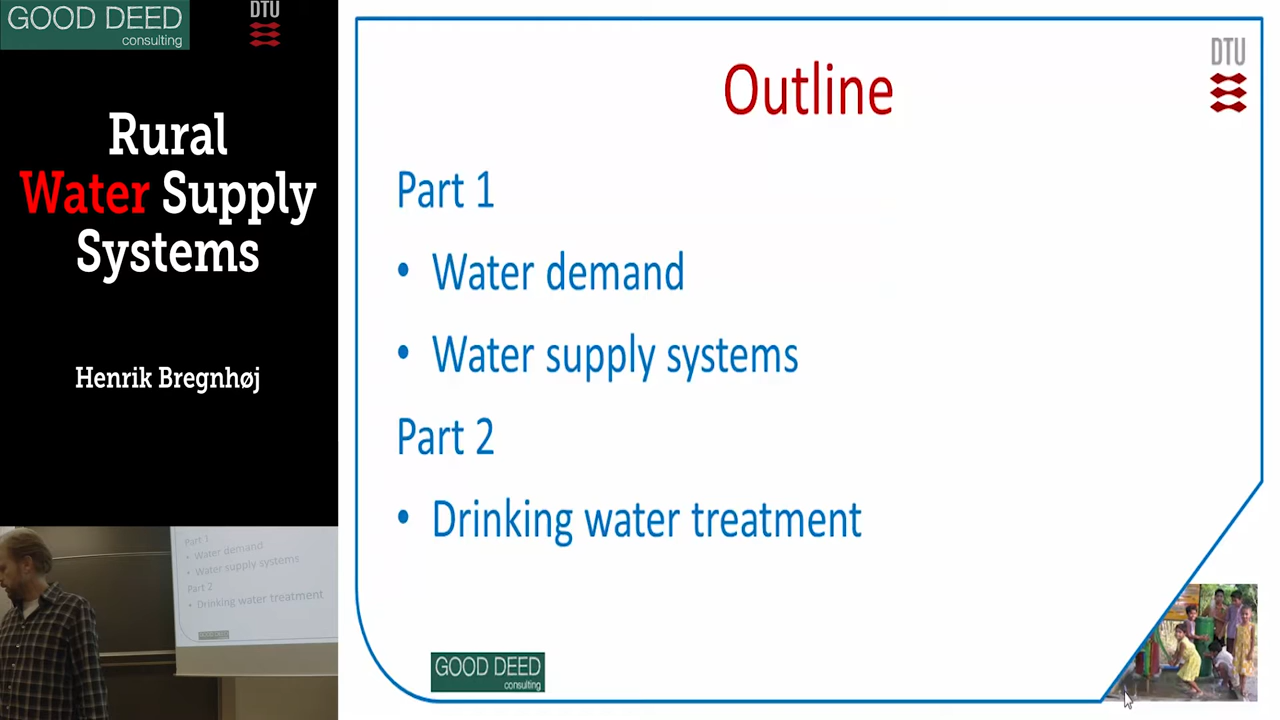 GOOD DEED
consulting
DTU
Rural
Water Supply
Systems
Henrik Bregnhøj
Outline
DTU
Part 1
• Water demand
• Water supply systems
Part 2
• Drinking water treatment
GOOD DEED
consulting
Part 1
• Water demand
• Water supply systems
Part 2
• Drinking water treatment
GOOD DEED